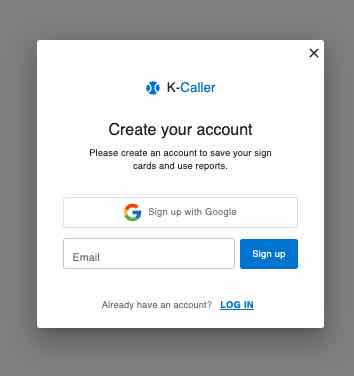 K-Caller
Create your account
Please create an account to save your sign
cards and use reports.
Sign up with Google
Email
Sign up
Already have an account? LOG IN